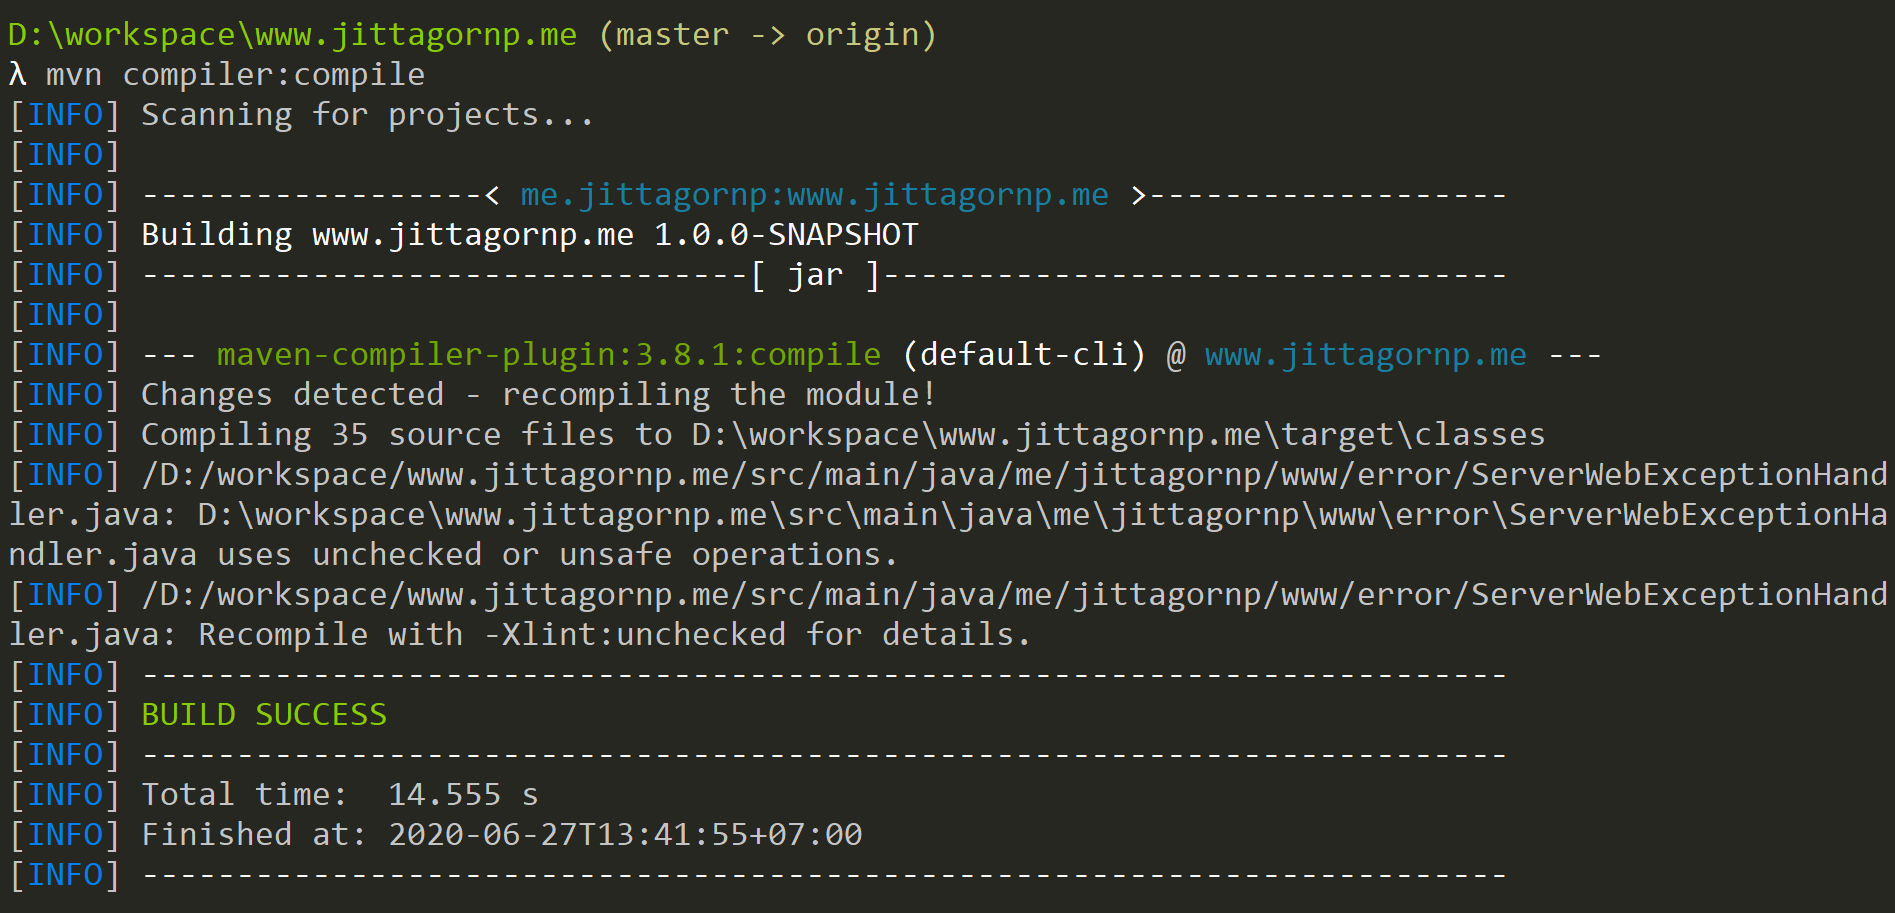 D:\workspace\www.jittagornp.me (master -> origin)
λ mvn compiler:compile
[INFO] Scanning for projects...
[INFO]
[INFO] ------------------< me.jittagornp:www.jittagornp.me >-------------------
[INFO] Building www.jittagornp.me 1.0.0-SNAPSHOT
[INFO] --------------------------------[ jar ]---------------------------------
[INFO]
[INFO] --- maven-compiler-plugin:3.8.1:compile (default-cli) @ www.jittagornp.me ---
[INFO] Changes detected - recompiling the module!
[INFO] Compiling 35 source files to D:\workspace\www.jittagornp.me\target\classes
[INFO] /D:/workspace/www.jittagornp.me/src/main/java/me/jittagornp/www/error/ServerWebExceptionHand
ler.java: D:\workspace\www.jittagornp.me\src\main\java\me\jittagornp\www\error\ServerWebExceptionHa
ndler.java uses unchecked or unsafe operations.
[INFO] /D:/workspace/www.jittagornp.me/src/main/java/me/jittagornp/www/error/ServerWebExceptionHand
ler.java: Recompile with -Xlint:unchecked for details.
[INFO] ------------------------------------------------------------------------
[INFO] BUILD SUCCESS
[INFO] ------------------------------------------------------------------------
[INFO] Total time:  14.555 s
[INFO] Finished at: 2020-06-27T13:41:55+07:00
[INFO] ------------------------------------------------------------------------